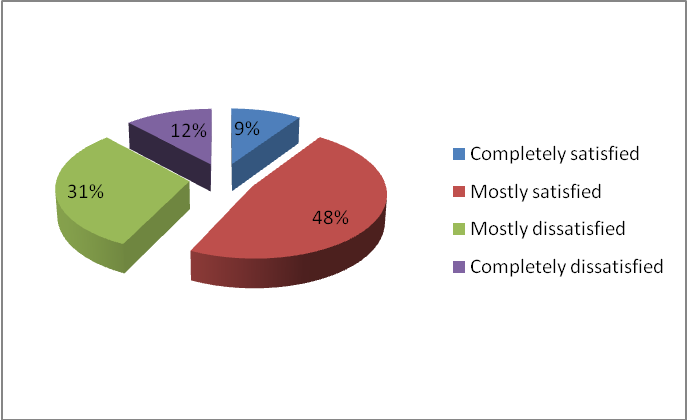 12%
9%
31%
48%
Completely satisfied
Mostly satisfied
Mostly dissatisfied
Completely dissatisfied